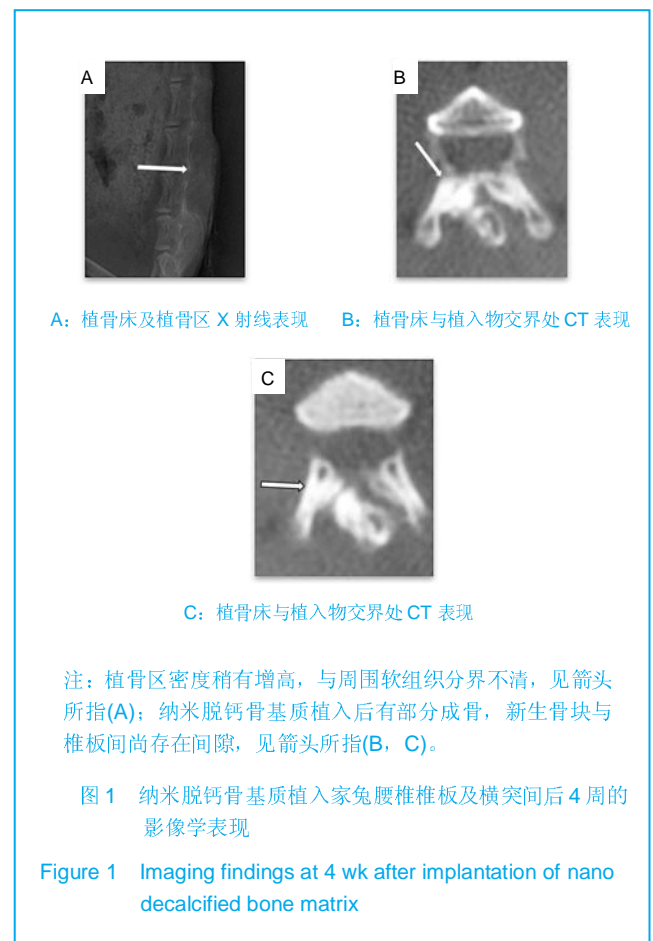 A
B
A：植骨床及植骨区 X 射线表现
B：植骨床与植入物交界处 CT 表现
C
C：植骨床与植入物交界处 CT 表现
注：植骨区密度稍有增高，与周围软组织分界不清，见箭头
所指(A)；纳米脱钙骨基质植入后有部分成骨，新生骨块与
椎板间尚存在间隙，见箭头所指(B，C)。
图 1 纳米脱钙骨基质植入家兔腰椎椎板及横突间后 4 周的
影像学表现
Figure 1 Imaging findings at 4 wk after implantation of nano
decalcified bone matrix